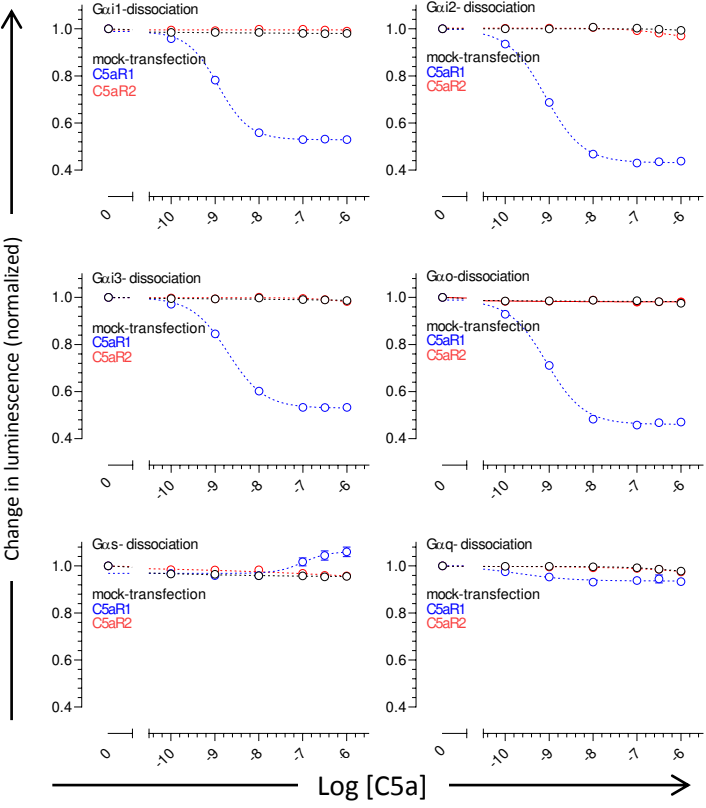 Change in luminescence (normalized)
Gαi1-dissociation
1.0
0.8
0.6
0.4
mock-transfection
C5aR1
C5aR2
0 -10 -9 -8 -7 -6
Gαi2- dissociation
1.0
0.8
0.6
0.4
mock-transfection
C5aR1
C5aR2
0 -10 -9 -8 -7 -6
Gαi3- dissociation
1.0
0.8
0.6
0.4
mock-transfection
C5aR1
C5aR2
0 -10 -9 -8 -7 -6
Gαo-dissociation
1.0
0.8
0.6
0.4
mock-transfection
C5aR1
C5aR2
0 -10 -9 -8 -7 -6
Gαs- dissociation
1.0
0.8
0.6
0.4
mock-transfection
C5aR1
C5aR2
0 -10 -9 -8 -7 -6
Gαq- dissociation
1.0
0.8
0.6
0.4
mock-transfection
C5aR1
C5aR2
0 -10 -9 -8 -7 -6
Log [C5a]